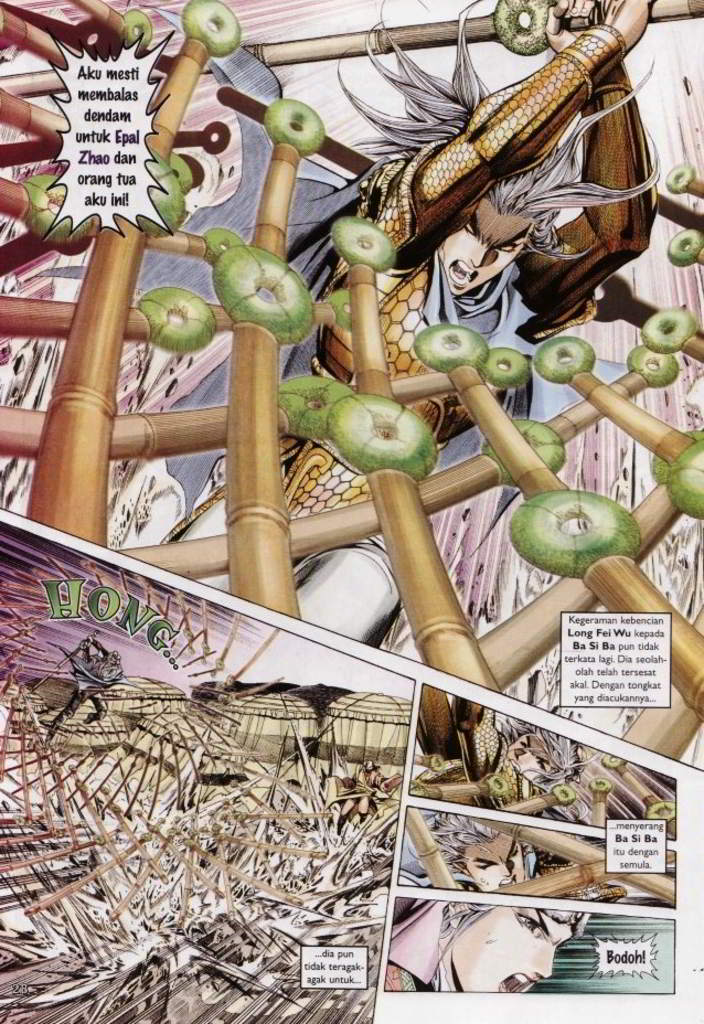 Aku mesti
membalas
dendam
untuk Epal
Zhao dan
orang tua
aku ini!
Kegeraman kebencian
Long Fei Wu kepada
Ba Si Ba pun tidak
terkata lagi. Dia seolah-
olah telah tersesat
akal. Dengan tongkat
yang diacukannya...
HONG...
...menyerang
Ba Si Ba
itu dengan
semula.
Bodoh!
...dia pun
tidak teragak-
agak untuk...
28